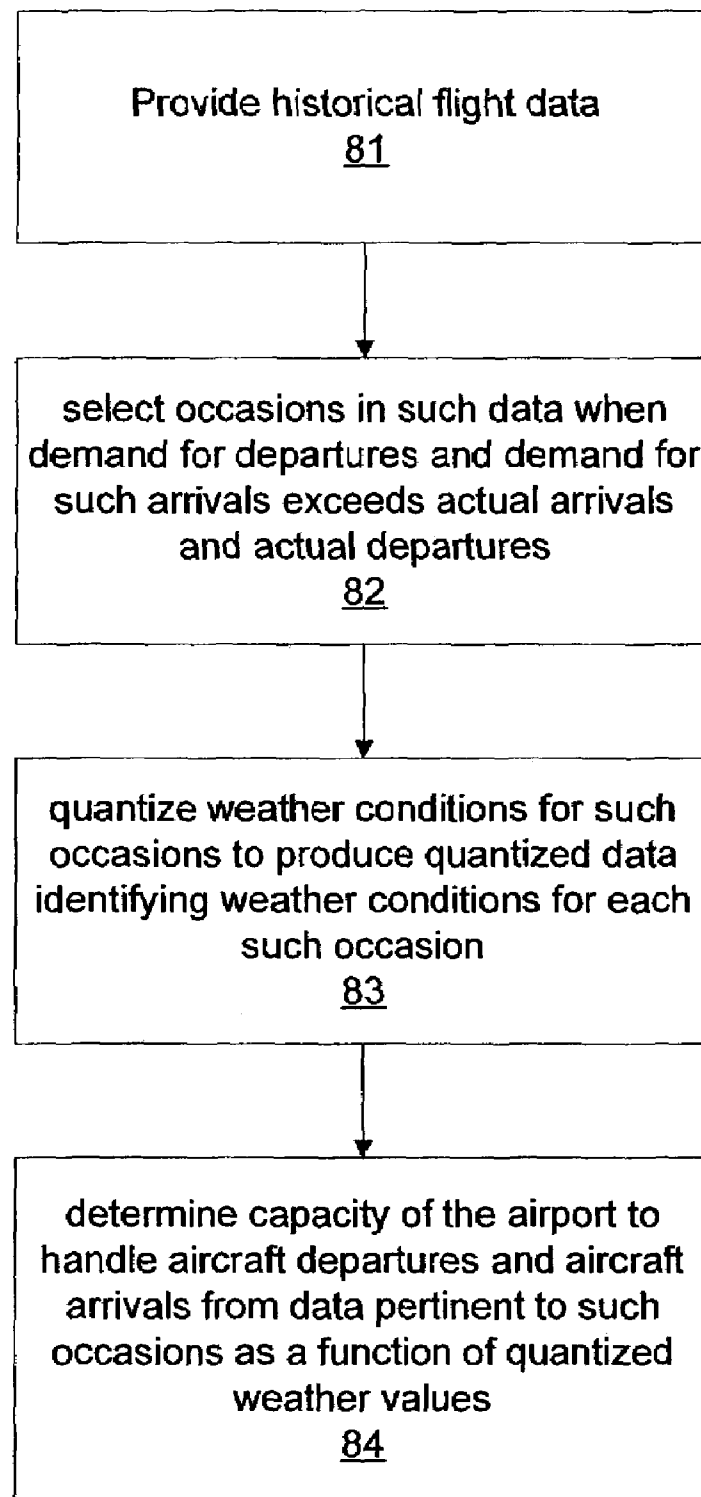 Provide historical flight data
81
select occasions in such data when
demand for departures and demand for
such arrivals exceeds actual arrivals
and actual departures
82
quantize weather conditions for such
occasions to produce quantized data
identifying weather conditions for each
such occasion
83
determine capacity of the airport to
handle aircraft departures and aircraft
arrivals from data pertinent to such
occasions as a function of quantized
weather values
84